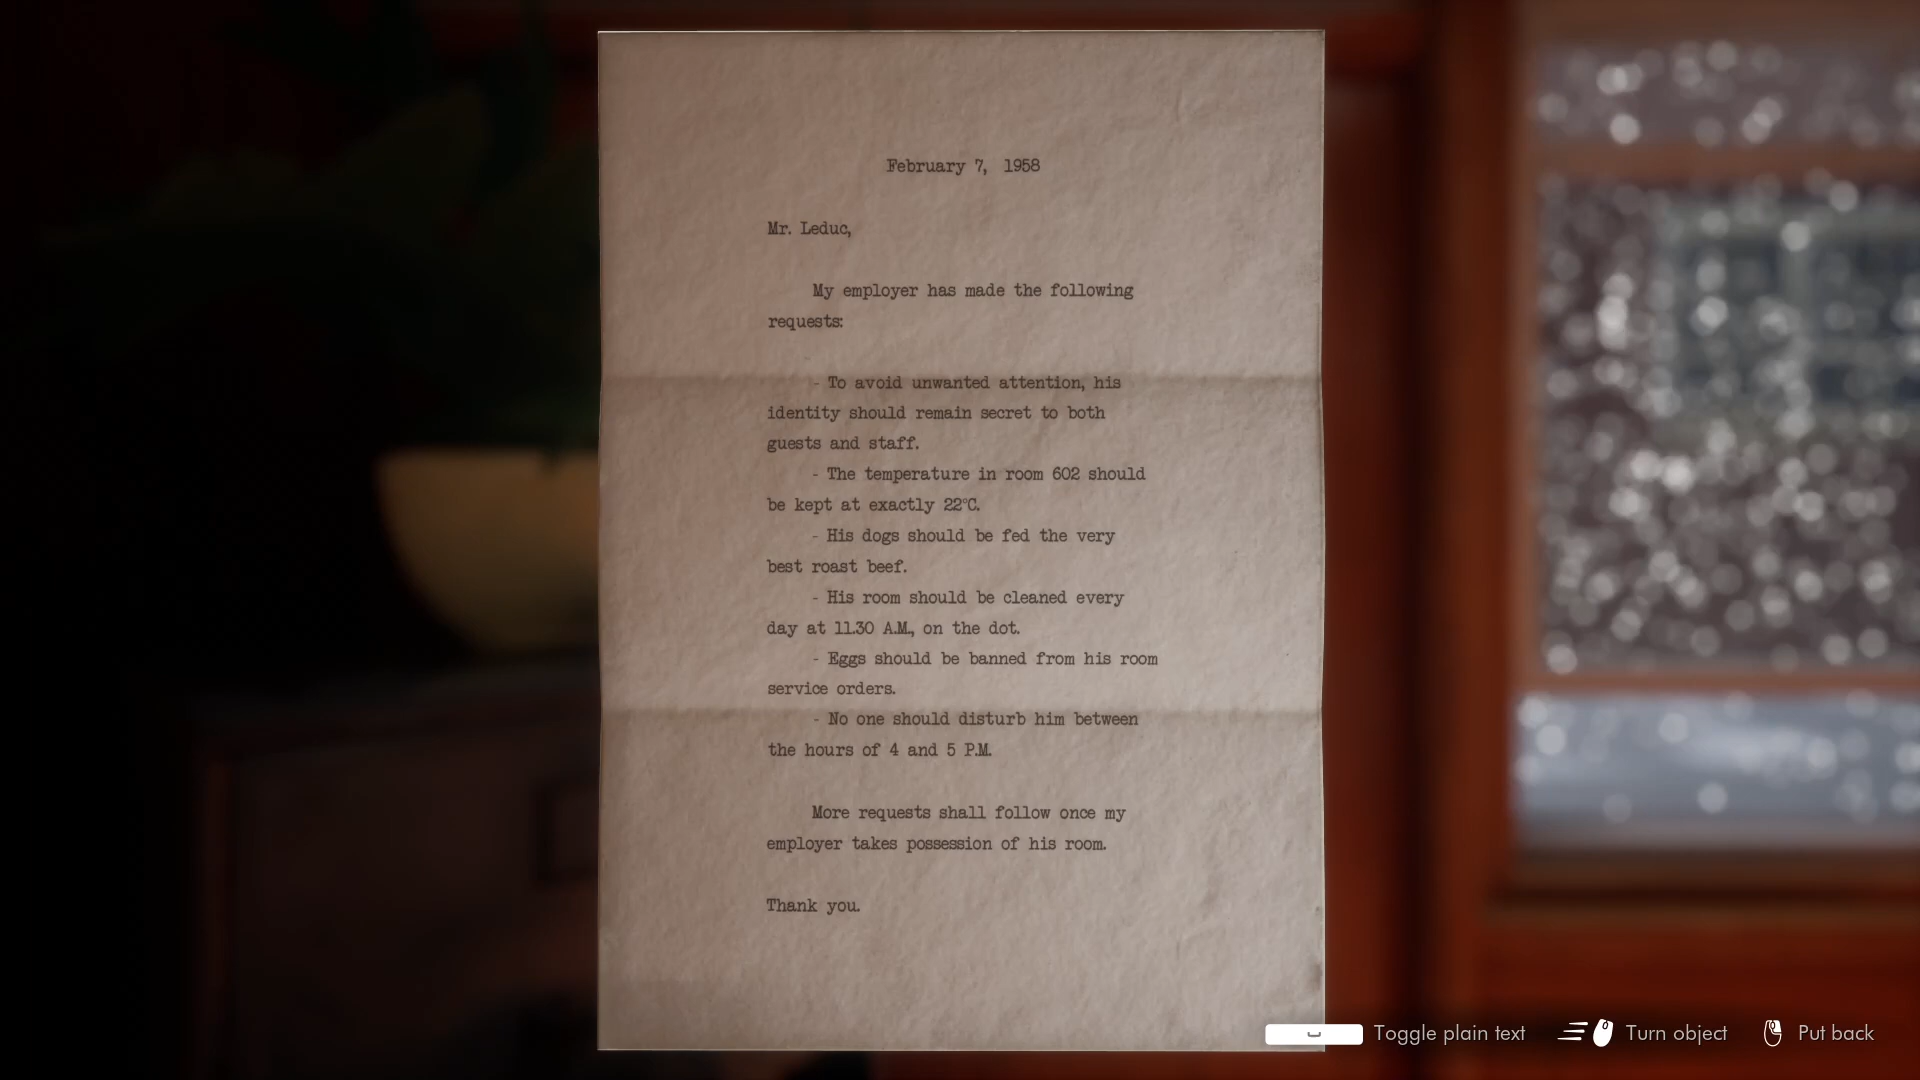 February 7, 1958
Mr. Leduc,
My employer has made the following
requests:
- To avoid unwanted attention, his
identity should remain secret to both
guests and staff.
- The temperature in room 602 should
be kept at exactly 22°C.
- His dogs should be fed the very
best roast beef.
- His room should be cleaned every
day at 11.30 A.M., on the dot.
- Eggs should be banned from his room
service orders.
- No one should disturb him between
the hours of 4 and 5 P.M.
More requests shall follow once my
employer takes possession of his room.
Thank you.
Toggle plain text Turn object Put back